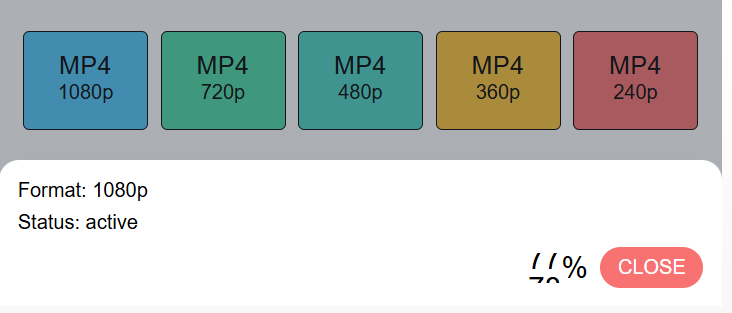 MP4 MP4 MP4 MP4 MP4
1080p 720p 480p 360p 240p
Format: 1080p
Status: active
% CLOSE